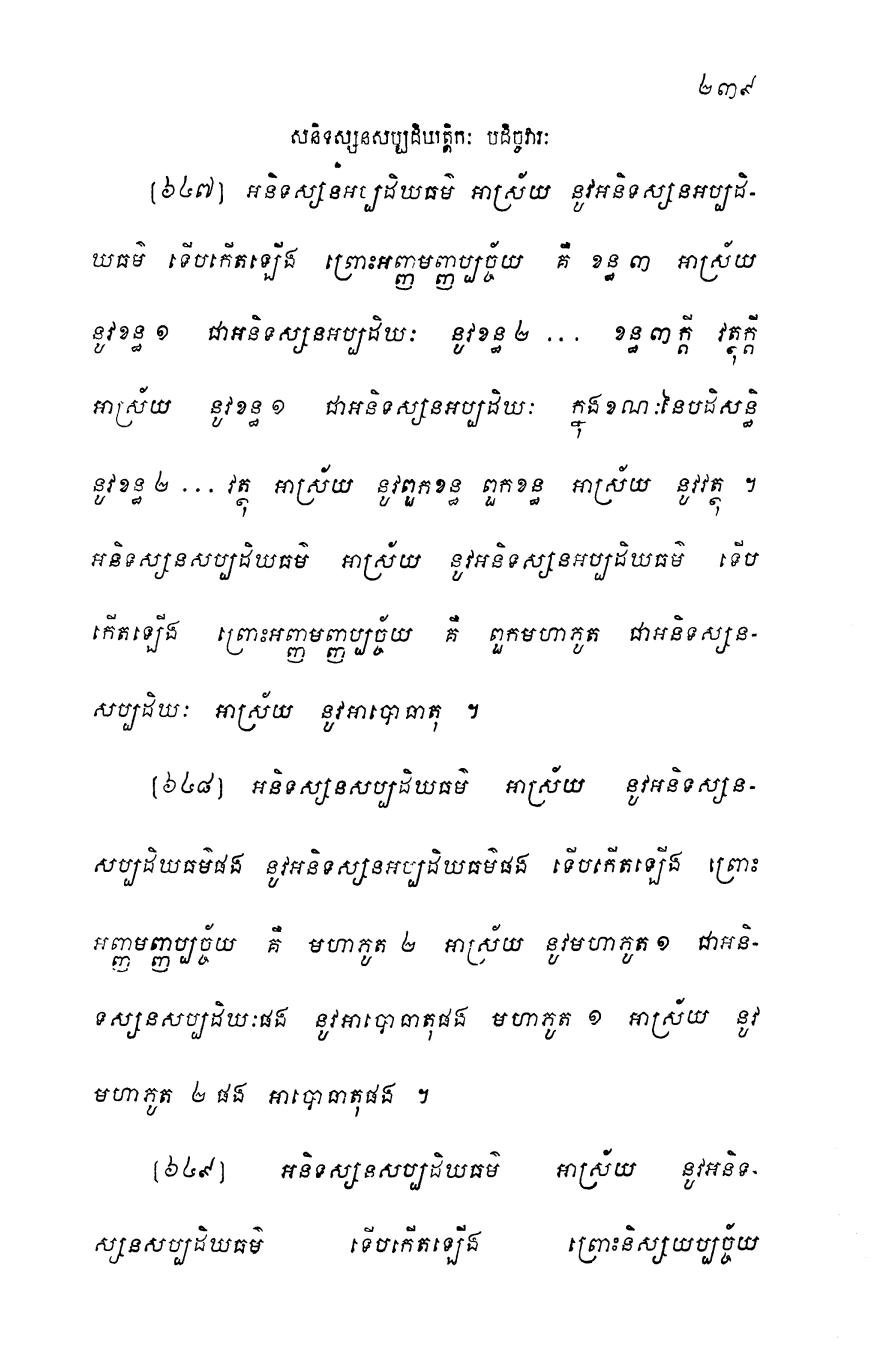 ២៣៩
សនិទស្សនសប្បដិឃត្តិកៈ បដិច្ចវារៈ
[៦៤៧] អនិទស្សនអប្បដិឃធម៌ អាស្រ័យ នូវអនិទស្សនអប្បដិ-
ឃធម៌ ទើបកើតឡើង ព្រោះអញ្ញមញ្ញប្បច្ច័យ គឺ ខន្ធ ៣ អាស្រ័យ
នូវខន្ធ ១ ជាអនិទស្សនអប្បដិឃៈ នូវខន្ធ ២ ... ខន្ធ ៣ ក្តី វត្ថុក្តី
អាស្រ័យ នូវខន្ធ ១ ជាអនិទស្សនអប្បដិឃៈ ក្នុងខណៈនៃបដិសន្ធិ
នូវខន្ធ ២ ... វត្ថុ អាស្រ័យ នូវពួកខន្ធ ពួកខន្ធ អាស្រ័យ នូវវត្ថុ ។
អនិទស្សនសប្បដិឃធម៌ អាស្រ័យ នូវអនិទស្សនអប្បដិឃធម៌ ទើប
កើតឡើង ព្រោះអញ្ញមញ្ញប្បច្ច័យ គឺ ពួកមហាភូត ជាអនិទស្សន-
សប្បដិឃៈ អាស្រ័យ នូវអាបោធាតុ ។
[៦៤៨] អនិទស្សនសប្បដិឃធម៌ អាស្រ័យ នូវអនិទស្សន-
សប្បដិឃធម៌ផង នូវអនិទស្សនអប្បដិឃធម៌ផង ទើបកើតឡើង ព្រោះ
អញ្ញមញ្ញប្បច្ច័យ គឺ មហាភូត ២ អាស្រ័យ នូវមហាភូត ១ ជាអនិ-
ទស្សនសប្បដិឃៈផង នូវអាបោធាតុផង មហាភូត ១ អាស្រ័យ នូវ
មហាភូត ២ ផង អាបោធាតុផង ។
[៦៤៩] អនិទស្សនសប្បដិឃធម៌ អាស្រ័យ នូវអនិទ-
ស្សនសប្បដិឃធម៌ ទើបកើតឡើង ព្រោះនិស្សយប្បច្ច័យ